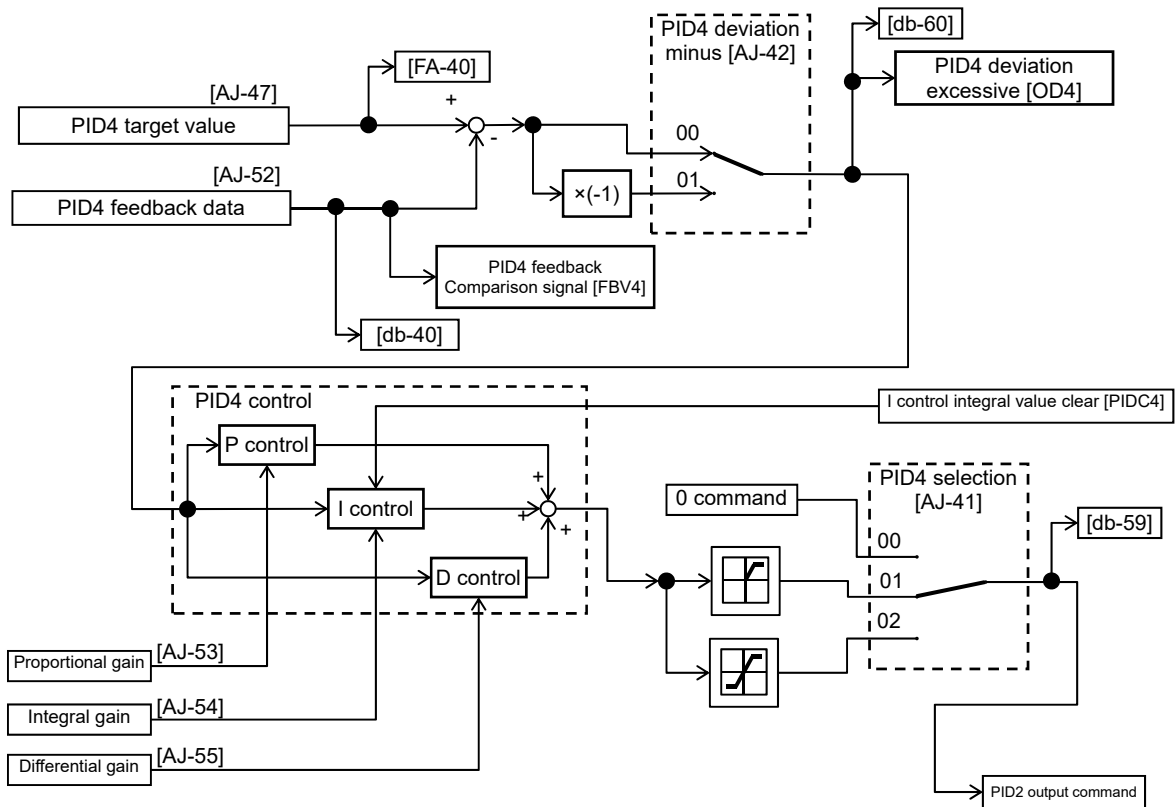 PID4 deviation
minus [AJ-42]
[db-60]
[FA-40]
PID4 deviation
excessive [OD4]
[AJ-47]
+
PID4 target value
-
00
[AJ-52]
01
×(-1)
PID4 feedback data
PID4 feedback
Comparison signal [FBV4]
[db-40]
PID4 control
I control integral value clear [PIDC4]
P control
+
PID4 selection
[AJ-41]
0 command
I control
+
+
[db-59]
00
D control
01
02
Proportional gain
[AJ-53]
Integral gain
[AJ-54]
Differential gain
[AJ-55]
PID2 output command